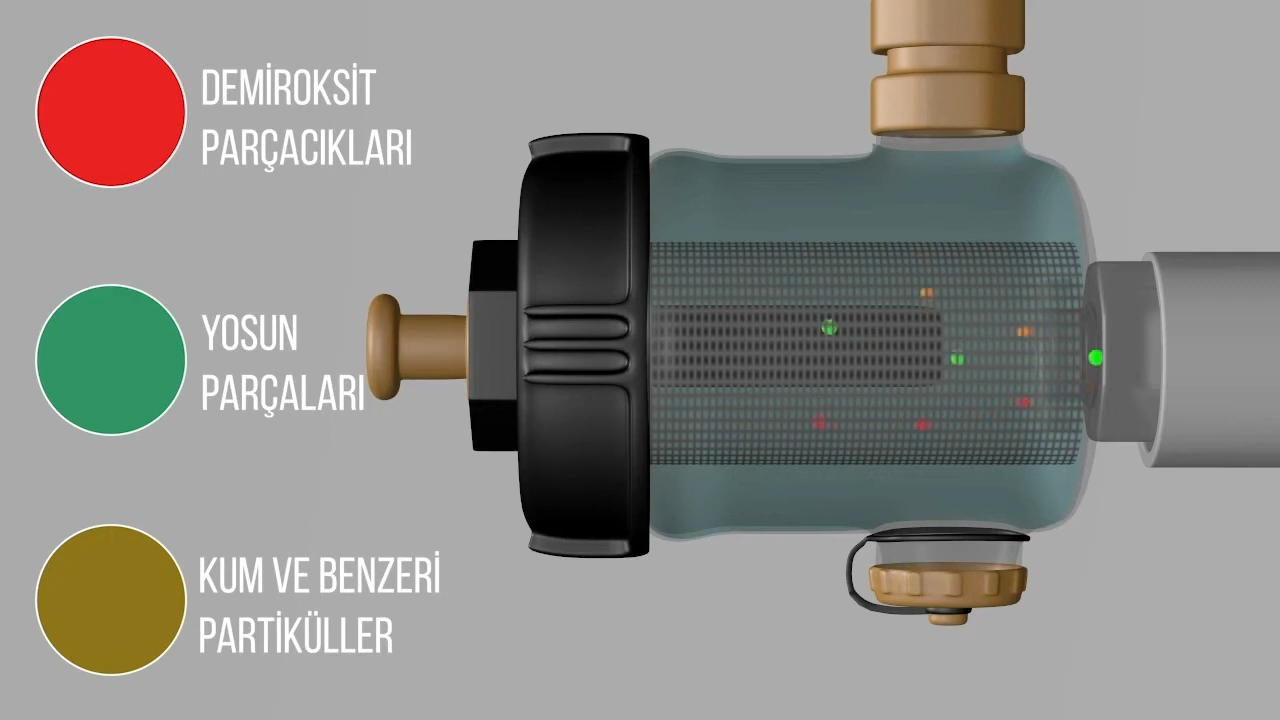 DEMİROKSİT
PARÇACIKLARI
YOSUN
PARÇALARI
KUM VE BENZERİ
PARTİKÜLLER